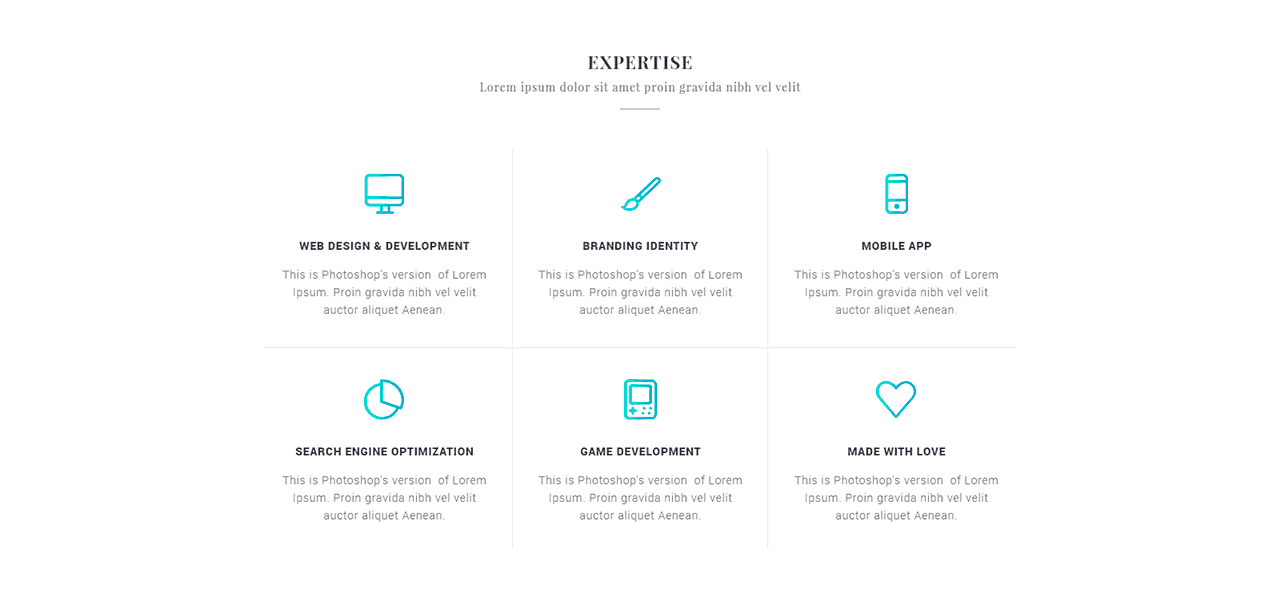 EXPERTISE
Lorem ipsum dolor sit amet proin gravida nibh vel velit
WEB DESIGN & DEVELOPMENT
This is Photoshop's version  of Lorem
Ipsum. Proin gravida nibh vel velit
auctor aliquet Aenean.
BRANDING IDENTITY
This is Photoshop's version  of Lorem
Ipsum. Proin gravida nibh vel velit
auctor aliquet Aenean.
MOBILE APP
This is Photoshop's version  of Lorem
Ipsum. Proin gravida nibh vel velit
auctor aliquet Aenean.
SEARCH ENGINE OPTIMIZATION
This is Photoshop's version  of Lorem
Ipsum. Proin gravida nibh vel velit
auctor aliquet Aenean.
GAME DEVELOPMENT
This is Photoshop's version  of Lorem
Ipsum. Proin gravida nibh vel velit
auctor aliquet Aenean.
MADE WITH LOVE
This is Photoshop's version  of Lorem
Ipsum. Proin gravida nibh vel velit
auctor aliquet Aenean.